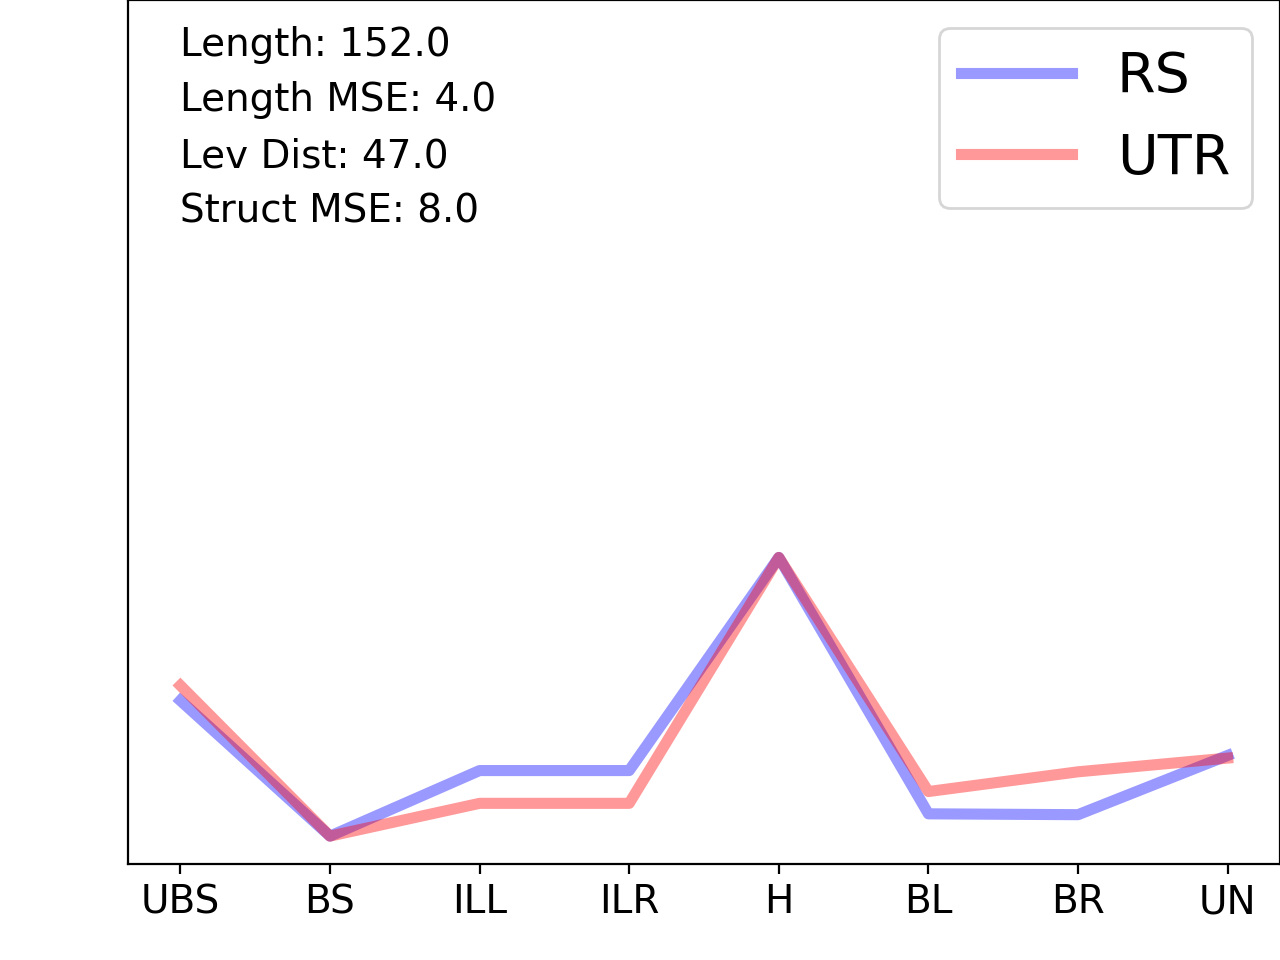 Length: 152.0
Length MSE: 4.0
Lev Dist: 47.0
Struct MSE: 8.0
RS
UTR
UBS BS ILL ILR H BL BR UN